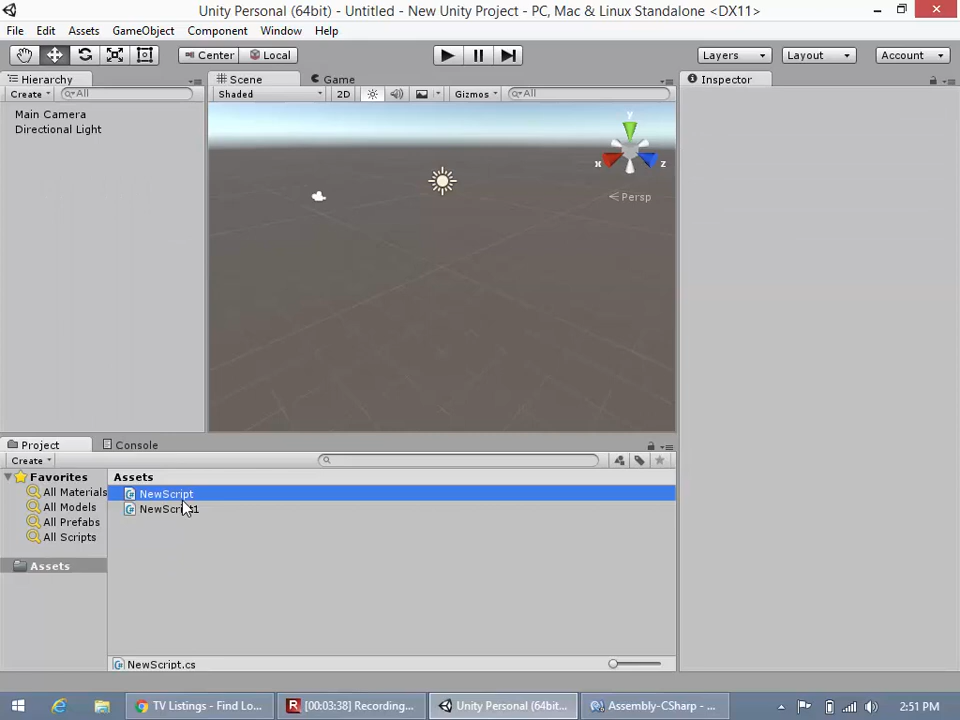 Unity Personal (64bit) - Untitled - New Unity Project - PC, Mac & Linux Standalone <DX11>
File Edit Assets GameObject Component Window Help
Center Local Layers Layout Account
Hierarchy Scene Game Inspector
Create All Shaded 2D Gizmos All
Main Camera
Directional Light
y
x z
Persp
Project Console
Create
Favorites Assets
All Materials NewScript
All Models
All Prefabs
All Scripts
Assets
NewScript.cs
TV Listings - Find Lo... [00:03:38] Recording... Unity Personal (64bit... Assembly-CSharp - ... 2:51 PM